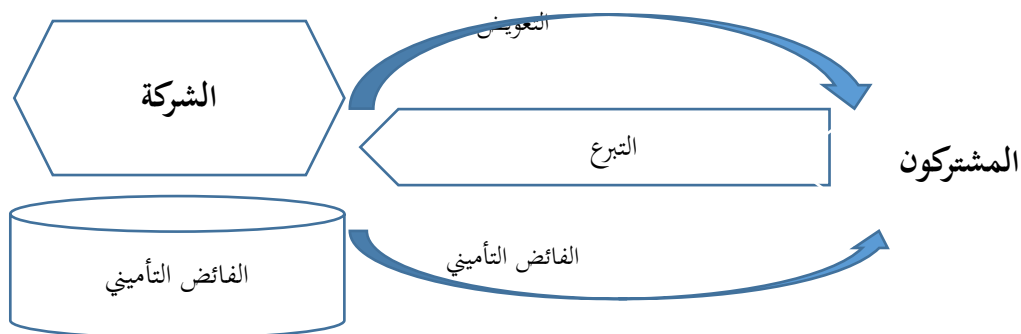 التعويض
الشركة
التبرع
المشتركون
الفائض التأميني
الفائض التأميني